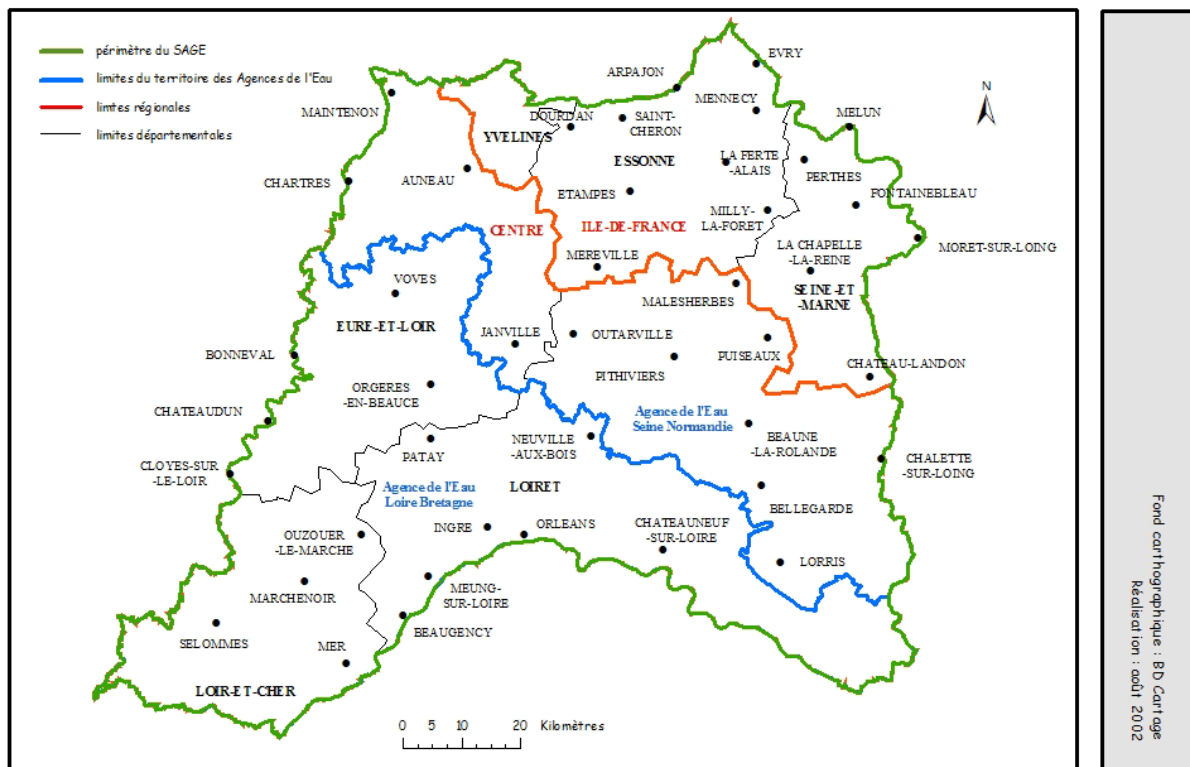 périmètre du SAGE
limites du territoire des Agences de l'Eau
limtes régionales
limites départementales
N
EVRY
ARPAJON
MENNECY
MAINTENON
DOURDAN
SAINT-
CHERON
MELUN
YVELINES
ESSONNE
LA FERTE
-ALAIS
PERTHES
CHARTRES
AUNEAU
ETAMPES
FONTAINEBLEAU
MILLY-
LA-FORET
CENTRE
ILE-DE-FRANCE
MORET-SUR-LOING
LA CHAPELLE
-LA-REINE
MEREVILLE
VOVES
SEINE-ET
-MARNE
MALESHERBES
EURE-ET-LOIR
JANVILLE
OUTARVILLE
PUISEAUX
BONNEVAL
PITHIVIERS
CHATEAU-LANDON
ORGERES
-EN-BEAUCE
CHATEAUDUN
Agence de l'Eau
Seine Normandie
NEUVILLE
-AUX-BOIS
BEAUNE
-LA-ROLANDE
PATAY
CLOYES-SUR
-LE-LOIR
CHALETTE
-SUR-LOING
Agence de l'Eau
Loire Bretagne
LOIRET
BELLEGARDE
INGRE
ORLEANS
CHATEAUNEUF
-SUR-LOIRE
OUZOUER
-LE-MARCHE
LORRIS
MARCHENOIR
MEUNG-
SUR-LOIRE
BEAUGENCY
SELOMMES
MER
LOIR-ET-CHER
0 5 10 20 Kilomètres
Fond carthographique : BD Cartage
Réalisation : août 2002